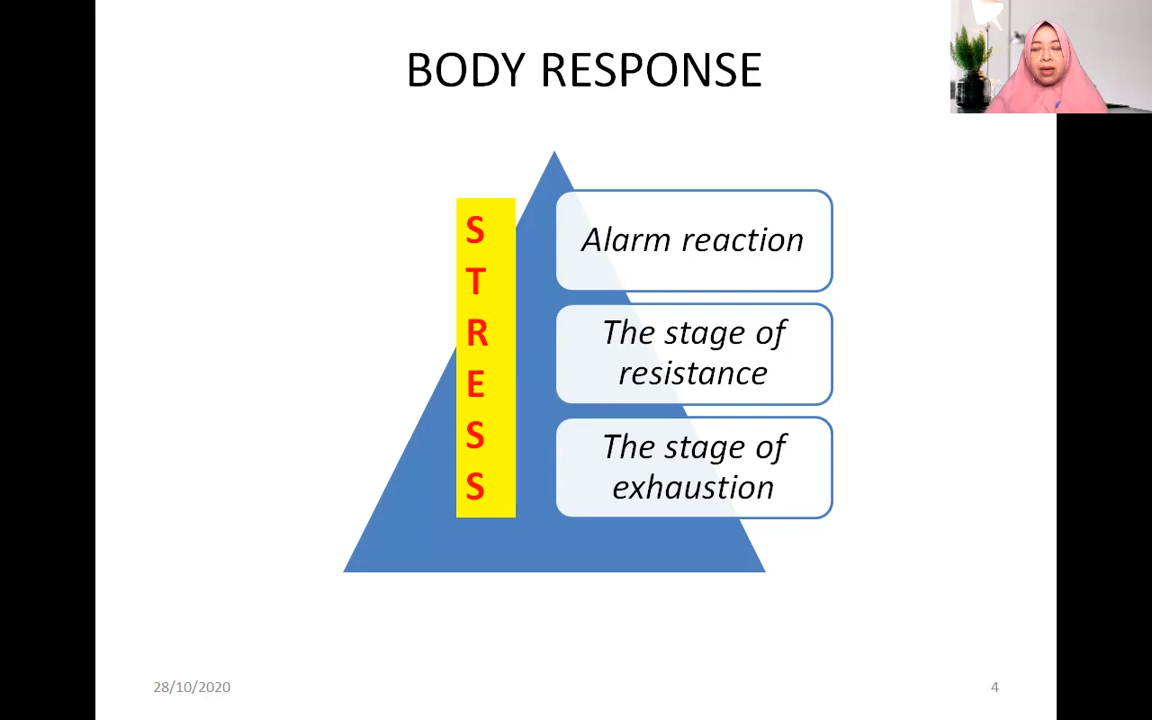 BODY RESPONSE
S
T
R
E
S
S
Alarm reaction
The stage of
resistance
The stage of
exhaustion
28/10/2020
4